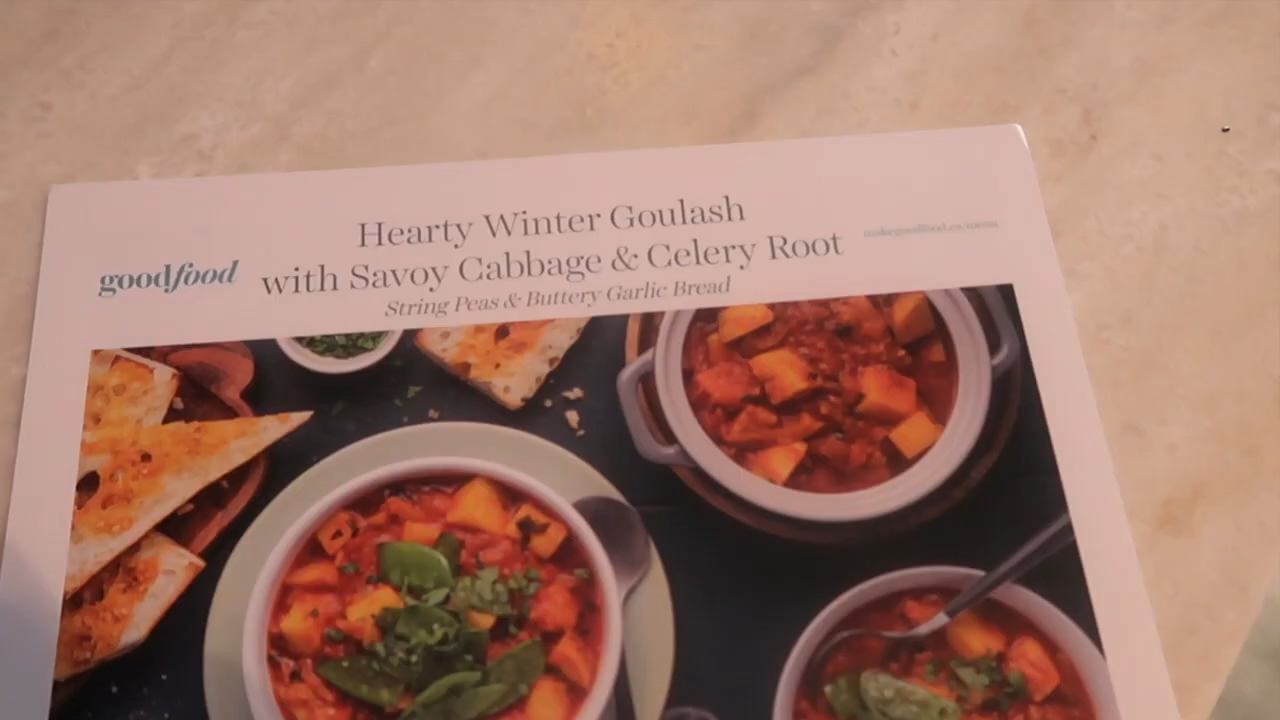 Hearty Winter Goulash
with Savoy Cabbage & Celery Root
String Peas & Buttery Garlic Bread
goodfood